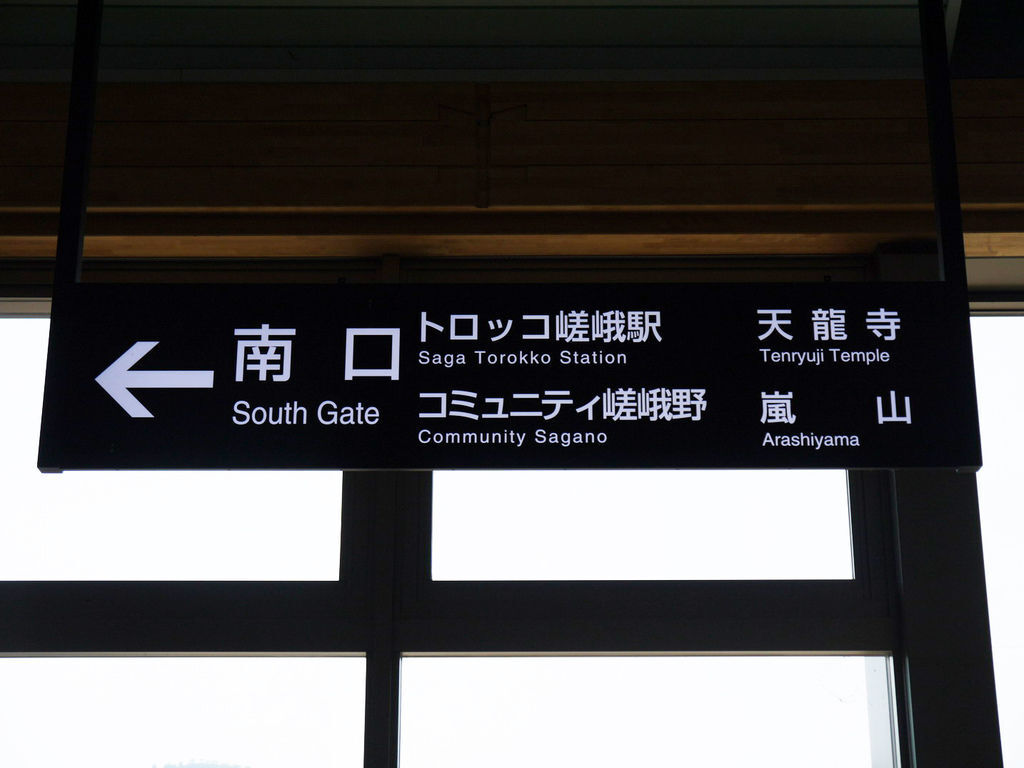 南口
South Gate
トロッコ嵯峨駅
Saga Torokko Station
コミュニティ嵯峨野
Community Sagano
天龍寺
Tenryuji Temple
嵐山
Arashiyama